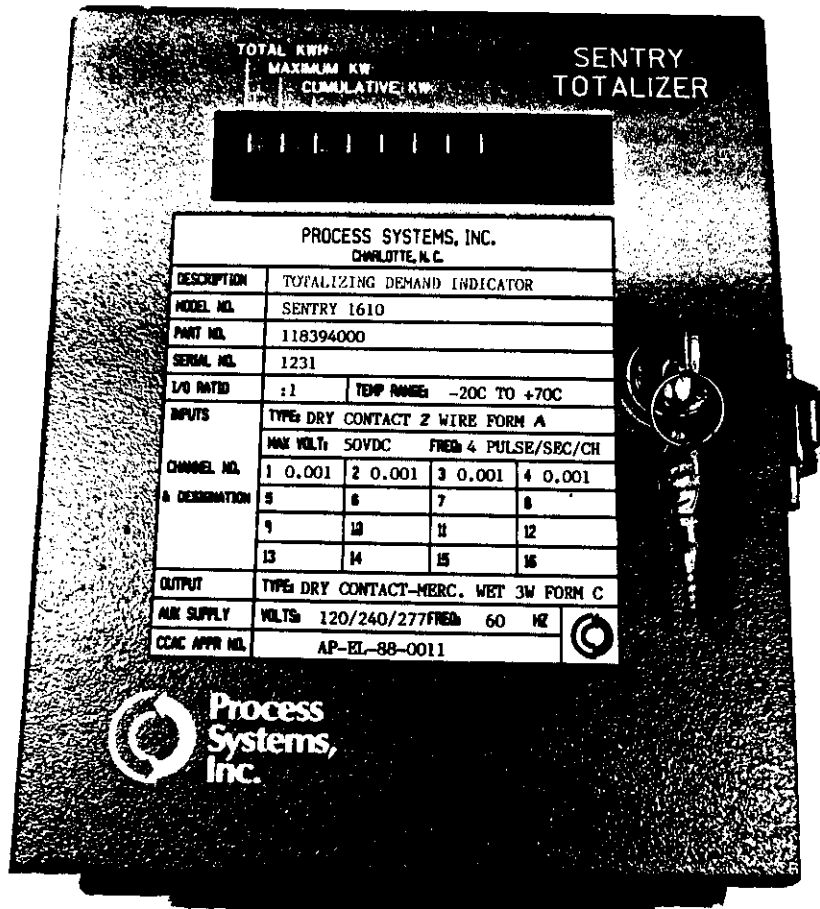 TOTAL KWH
MAXIMUM KW
CUMULATIVE KW
SENTRY
TOTALIZER
PROCESS SYSTEMS, INC.
CHARLOTTE, N.C.
DESCRIPTION TOTALIZING DEMAND INDICATOR
MODEL NO. SENTRY 1610
PART NO. 118394000
SERIAL NO. 1231
I/O RATIO :1 TEMP RANGE: -20C TO +70C
INPUTS TYPE: DRY CONTACT 2 WIRE FORM A
MAX VOLT: 50VDC FREQ: 4 PULSE/SEC/CH
CHANNEL NO. 1 0.001 2 0.001 3 0.001 4 0.001
& DESIGNATION 5 6 7 8
9 10 11 12
13 14 15 16
OUTPUT TYPE: DRY CONTACT-MERC. WET 3W FORM C
AUX SUPPLY VOLTS: 120/240/277 FREQ: 60 HZ
CCAC APPR NO. AP-EL-88-0011
Process
Systems,
Inc.